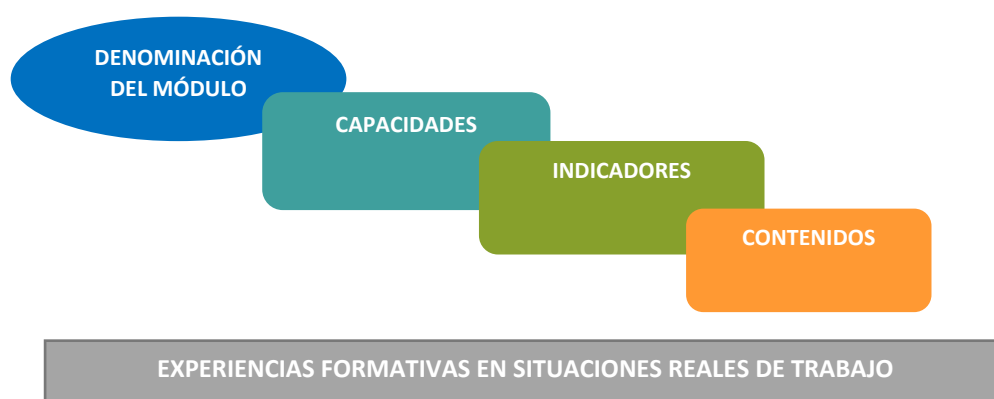 DENOMINACIÓN
DEL MÓDULO
CAPACIDADES
INDICADORES
CONTENIDOS
EXPERIENCIAS FORMATIVAS EN SITUACIONES REALES DE TRABAJO